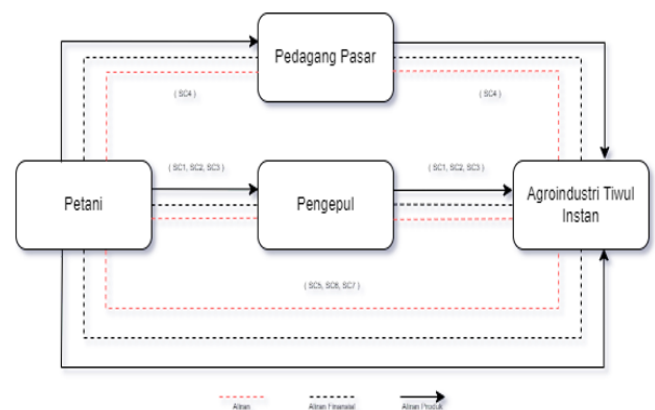 Pedagang Pasar
( SC4 )
( SC4 )
( SC1, SC2, SC3 )
( SC1, SC2, SC3 )
Petani
Pengepul
Agroindustri Tiwul
Instan
( SC5, SC6, SC7 )
Aliran
Aliran Finansial
Aliran Produk